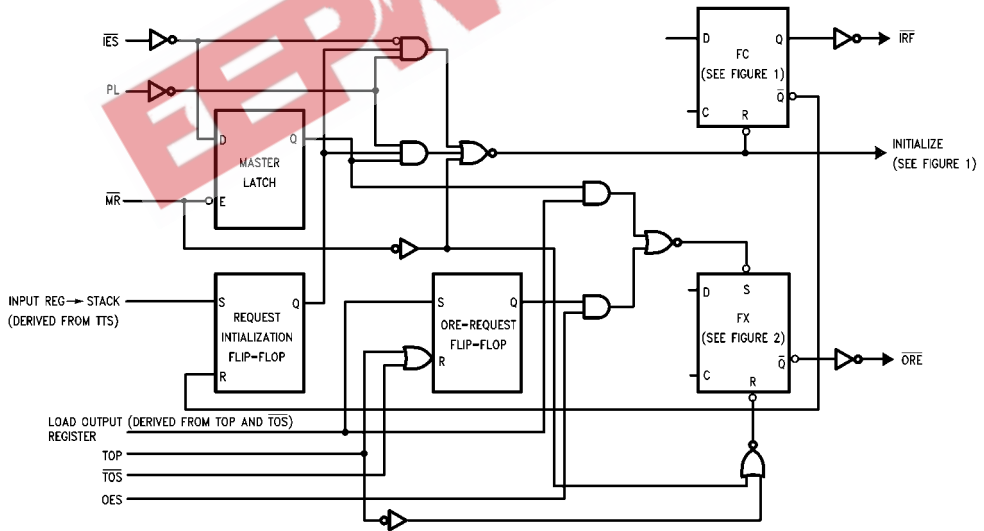 IES
PL
MR
D Q
MASTER
LATCH
E
INPUT REG→STACK
(DERIVED FROM TTS)
S Q
REQUEST
INTIALIZATION
FLIP-FLOP
R
S Q
ORE-REQUEST
FLIP-FLOP
R
D Q
FC
(SEE FIGURE 1)
Q
C R
IRF
INITIALIZE
(SEE FIGURE 1)
D S
FX
(SEE FIGURE 2)
Q
C R
ORE
LOAD OUTPUT (DERIVED FROM TOP AND TOS)
REGISTER
TOP
TOS
OES